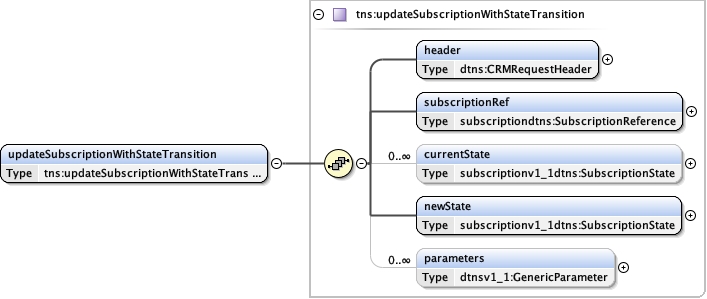 tns:updateSubscriptionWithStateTransition
header
Type dtns:CRMRequestHeader
subscriptionRef
Type subscriptiondtns:SubscriptionReference
updateSubscriptionWithStateTransition
Type tns:updateSubscriptionWithStateTrans ...
0..∞
currentState
Type subscriptionv1_1dtns:SubscriptionState
newState
Type subscriptionv1_1dtns:SubscriptionState
0..∞
parameters
Type dtnsv1_1:GenericParameter